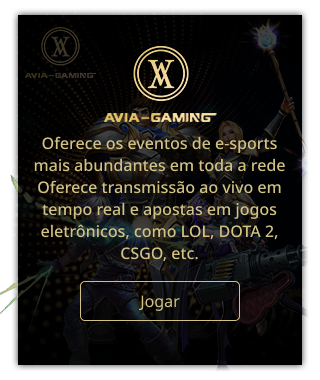 AVIA-GAMING
AVIA-GAMING
Oferece os eventos de e-sports
mais abundantes em toda a rede
Oferece transmissão ao vivo em
tempo real e apostas em jogos
eletrônicos, como LOL, DOTA 2,
CSGO, etc.
Jogar